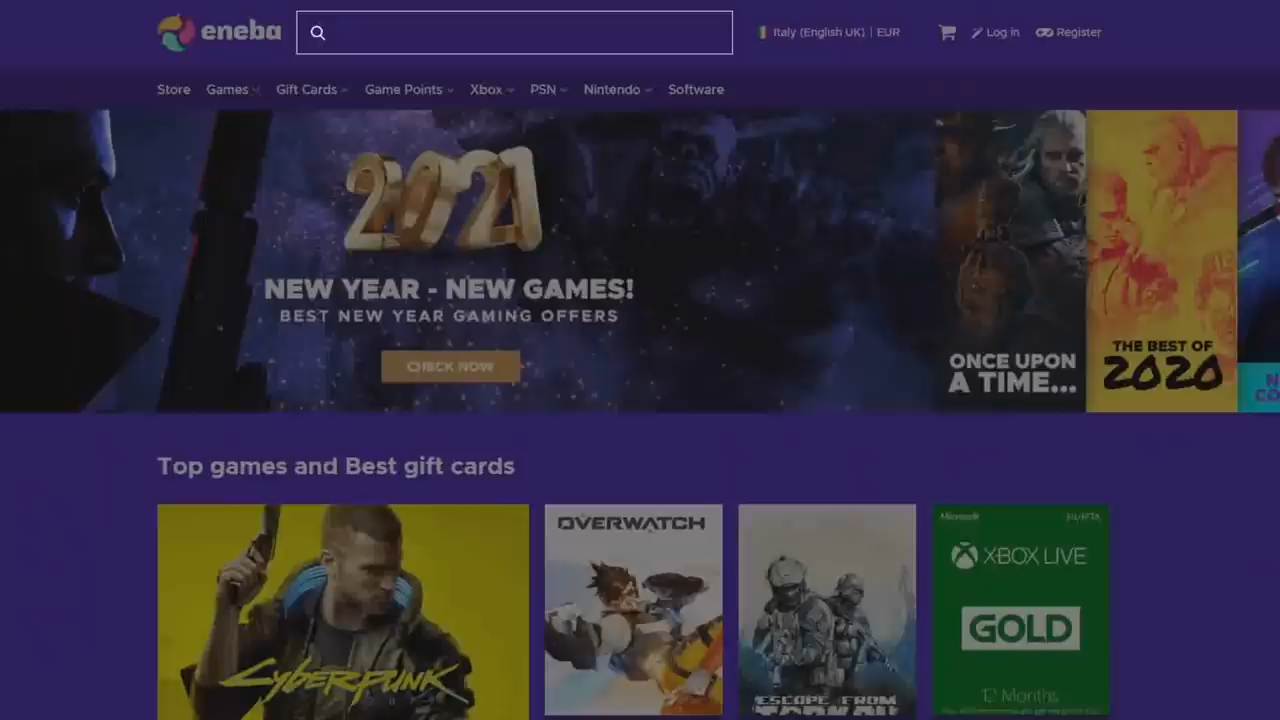 eneba
Italy (English UK) | EUR
Log in
Register
Store
Games
Gift Cards
Game Points
Xbox
PSN
Nintendo
Software
2021
NEW YEAR - NEW GAMES!
BEST NEW YEAR GAMING OFFERS
CHECK NOW
ONCE UPON
A TIME...
THE BEST OF
2020
N
CO
Top games and Best gift cards
CYBERPUNK
OVERWATCH
ESCAPE FROM
TARKOV
Microsoft
XBOX LIVE
GOLD
12 Months